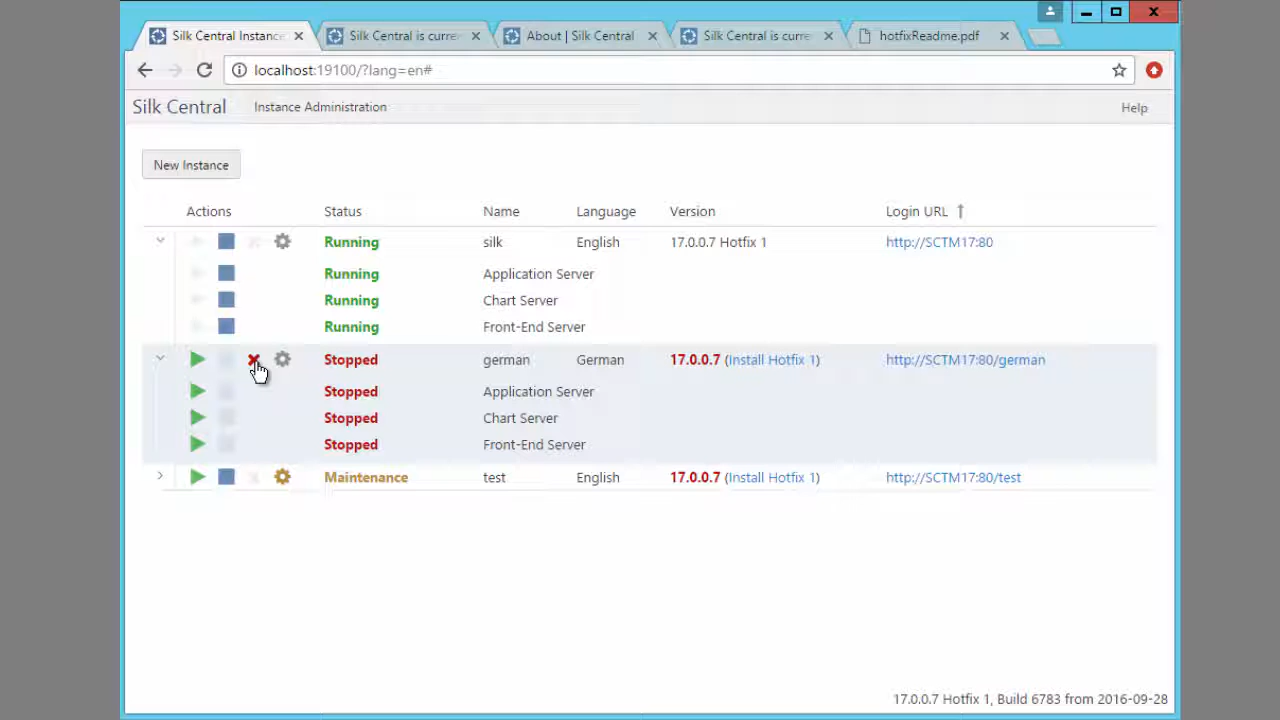 Silk Central Instance
Silk Central is curre
About | Silk Central
Silk Central is curre
hotfixReadme.pdf
localhost:19100/?lang=en#
Silk Central Instance Administration Help
New Instance
Actions Status Name Language Version Login URL
Running silk English 17.0.0.7 Hotfix 1 http://SCTM17:80
Running Application Server
Running Chart Server
Running Front-End Server
Stopped german German 17.0.0.7 (Install Hotfix 1) http://SCTM17:80/german
Stopped Application Server
Stopped Chart Server
Stopped Front-End Server
Maintenance test English 17.0.0.7 (Install Hotfix 1) http://SCTM17:80/test
17.0.0.7 Hotfix 1, Build 6783 from 2016-09-28